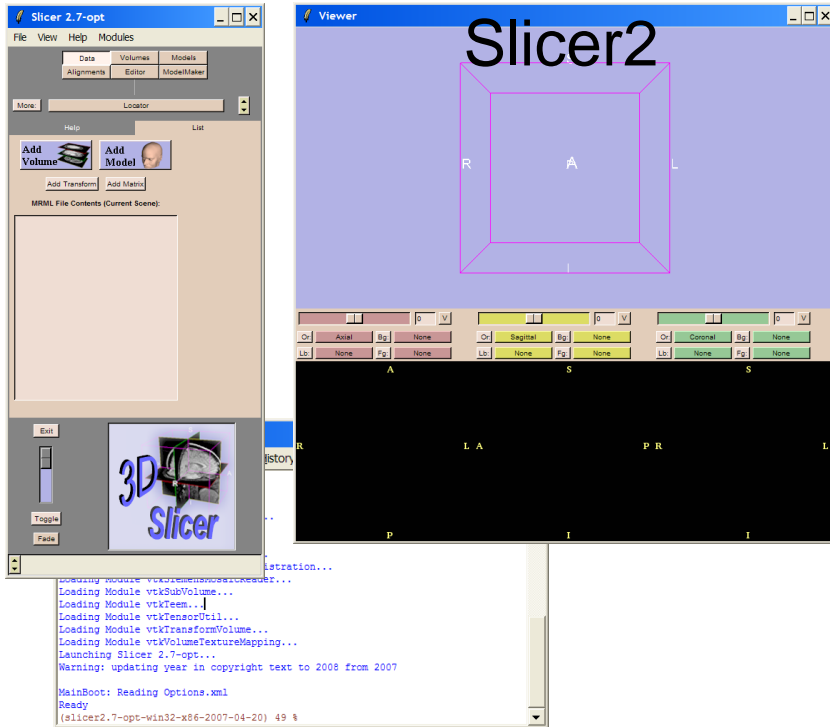 Slicer 2.7-opt
File View Help Modules
Data Volumes Models
Alignments Editor ModelMaker
More: Locator
Help List
Add Volume
Add Model
Add Transform Add Matrix
MRML File Contents (Current Scene):
Exit
Toggle
Fade
R
3D
Slicer
Viewer
Slicer2
R A L
I
0 V 0 V 0 V
Or: Axial Bg: None Or: Sagittal Bg: None Or: Coronal Bg: None
Lb: None Fg: None Lb: None Fg: None Lb: None Fg: None
A S S
R L A P R L
P I I
istory
istration...
Loading Module vtkSiemensMosaicReader...
Loading Module vtkSubVolume...
Loading Module vtkTeem...
Loading Module vtkTensorUtil...
Loading Module vtkTransformVolume...
Loading Module vtkVolumeTextureMapping...
Launching Slicer 2.7-opt...
Warning: updating year in copyright text to 2008 from 2007
MainBoot: Reading Options.xml
Ready
(slicer2.7-opt-win32-x86-2007-04-20) 49 %